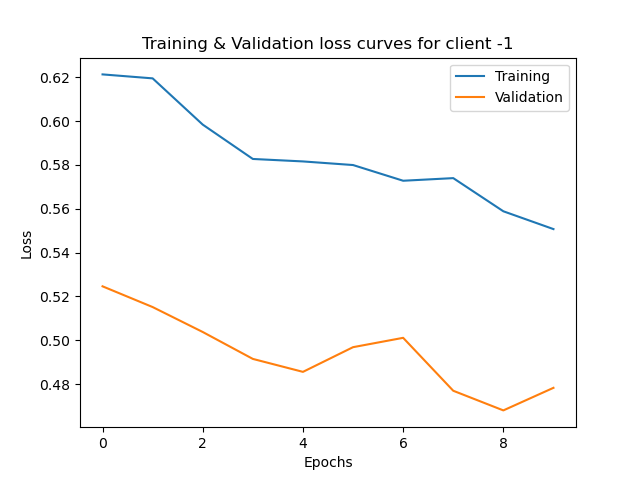 Training & Validation loss curves for client -1
Training
Validation
0.62
0.60
0.58
0.56
0.54
0.52
0.50
0.48
Loss
0
2
4
6
8
Epochs